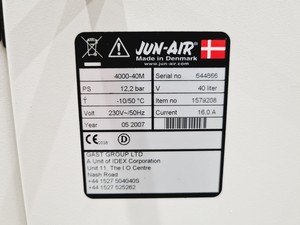 JUN-AIR®
Made in Denmark
www.jun-air.com
4000-40M Serial no. 644666
PS 12,2 bar V 40 liter
T -10/50 °C Item no 1579208
Volt 230V~/50Hz Current 16,0 A
Year 05.2007
CE D
GAST GROUP LTD
A Unit of IDEX Corporation
Unit 11, The I O Centre
Nash Road
+44 1527 504040S
+44 1527 525262